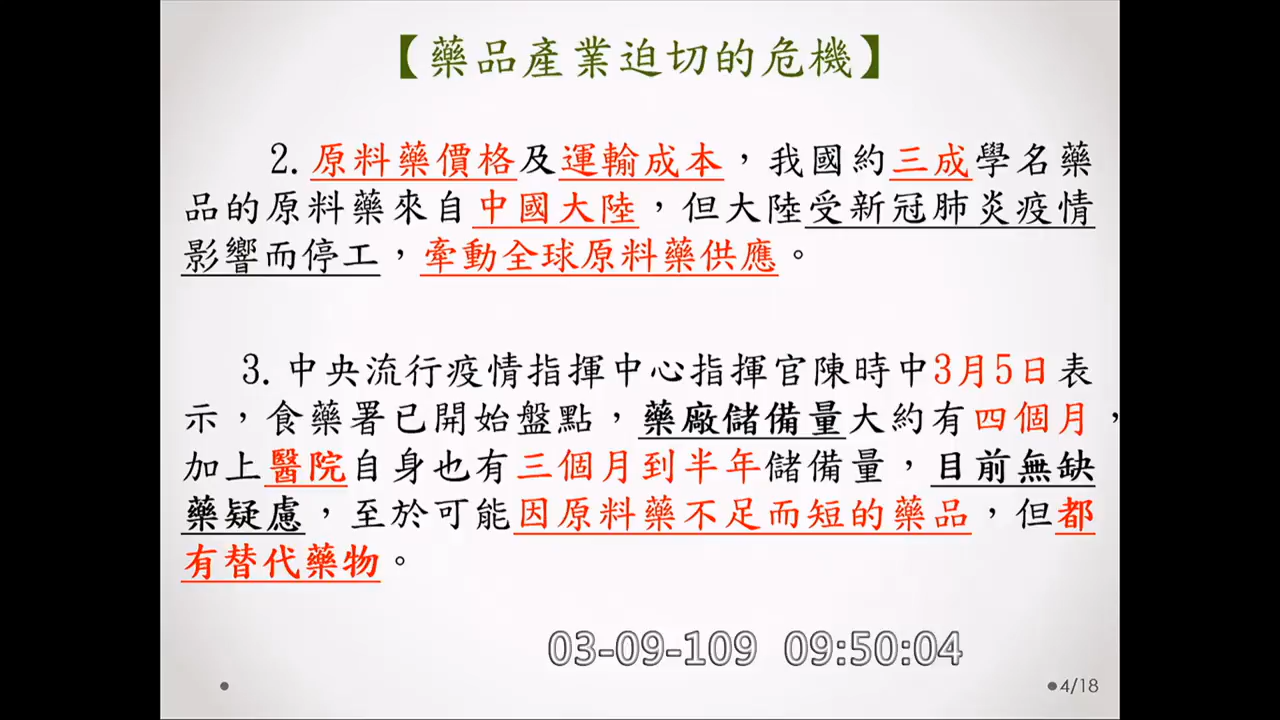 【藥品產業迫切的危機】
2.原料藥價格及運輸成本，我國約三成學名藥
品的原料藥來自中國大陸，但大陸受新冠肺炎疫情
影響而停工，牽動全球原料藥供應。
3.中央流行疫情指揮中心指揮官陳時中3月5日表
示，食藥署已開始盤點，藥廠儲備量大約有四個月，
加上醫院自身也有三個月到半年儲備量，目前無缺
藥疑慮，至於可能因原料藥不足而短的藥品，但都
有替代藥物。
03-09-109 09:50:04
4/18